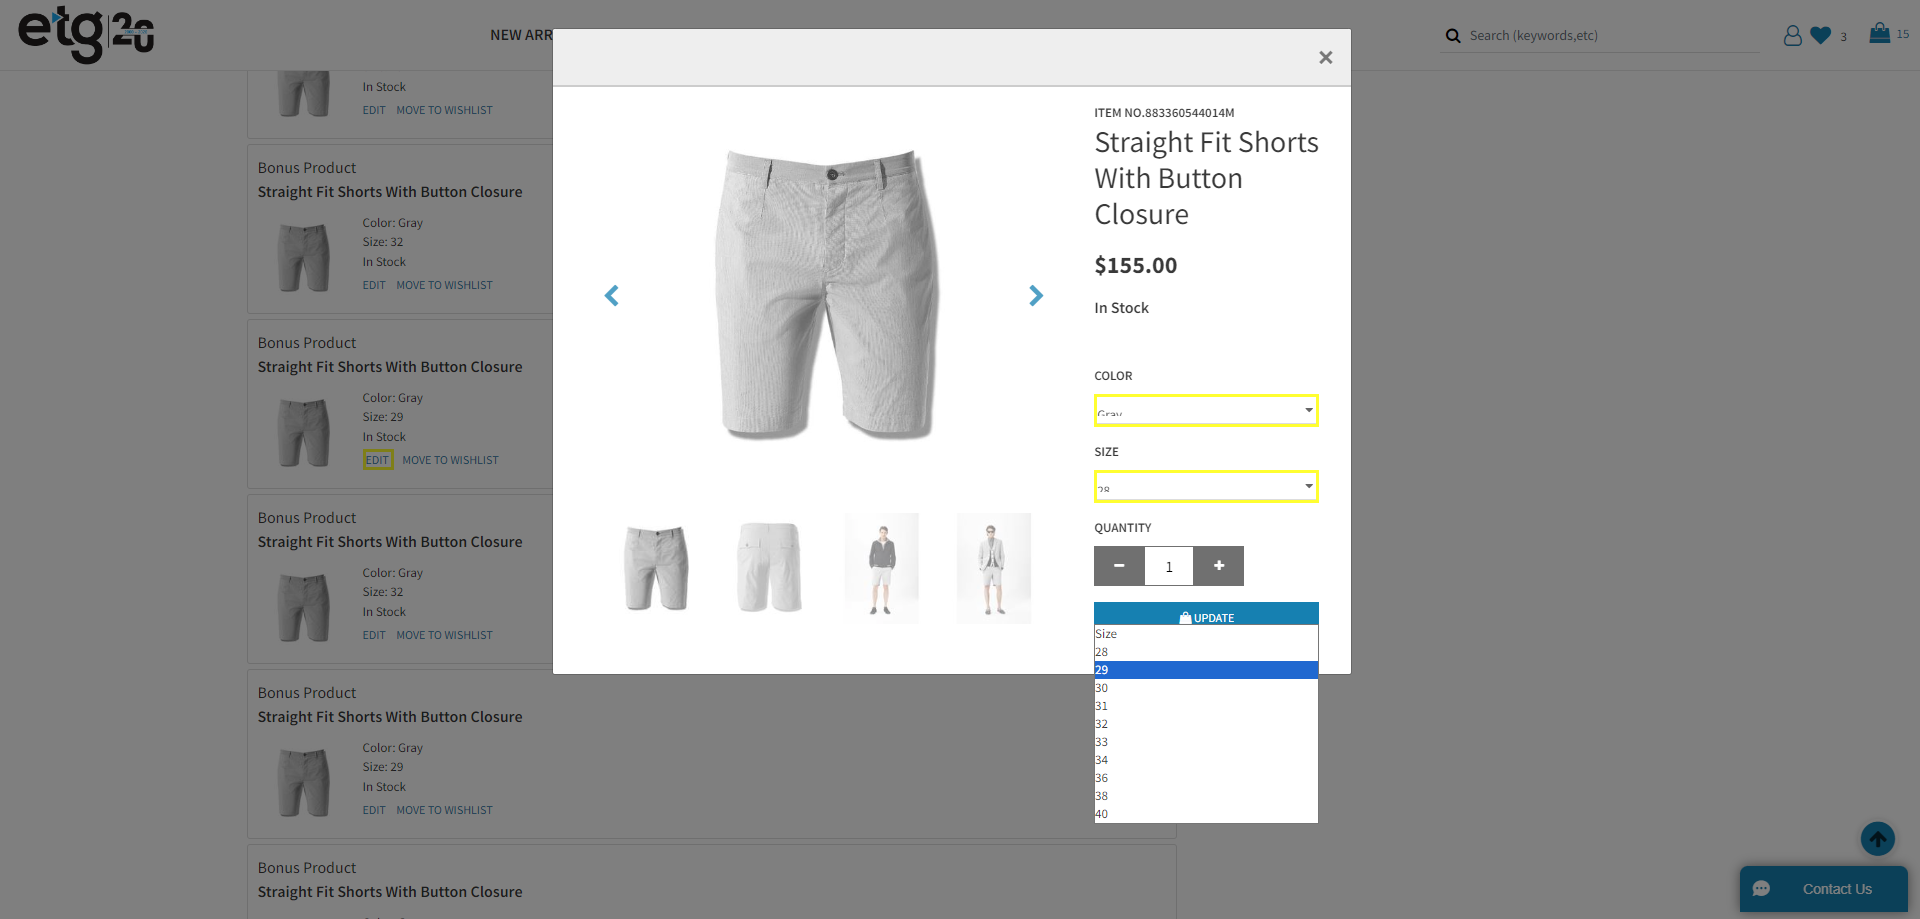 etg 20
NEW ARR
Search (keywords,etc)
3
15
In Stock
EDIT MOVE TO WISHLIST
Bonus Product
Straight Fit Shorts With Button Closure
Color: Gray
Size: 32
In Stock
EDIT MOVE TO WISHLIST
Bonus Product
Straight Fit Shorts With Button Closure
Color: Gray
Size: 29
In Stock
EDIT MOVE TO WISHLIST
Bonus Product
Straight Fit Shorts With Button Closure
Color: Gray
Size: 32
In Stock
EDIT MOVE TO WISHLIST
Bonus Product
Straight Fit Shorts With Button Closure
Color: Gray
Size: 29
In Stock
EDIT MOVE TO WISHLIST
Bonus Product
Straight Fit Shorts With Button Closure
×
ITEM NO.883360544014M
Straight Fit Shorts
With Button
Closure
$155.00
In Stock
COLOR
Gray
SIZE
28
QUANTITY
− 1 +
UPDATE
Size
28
29
30
31
32
33
34
36
38
40
Contact Us